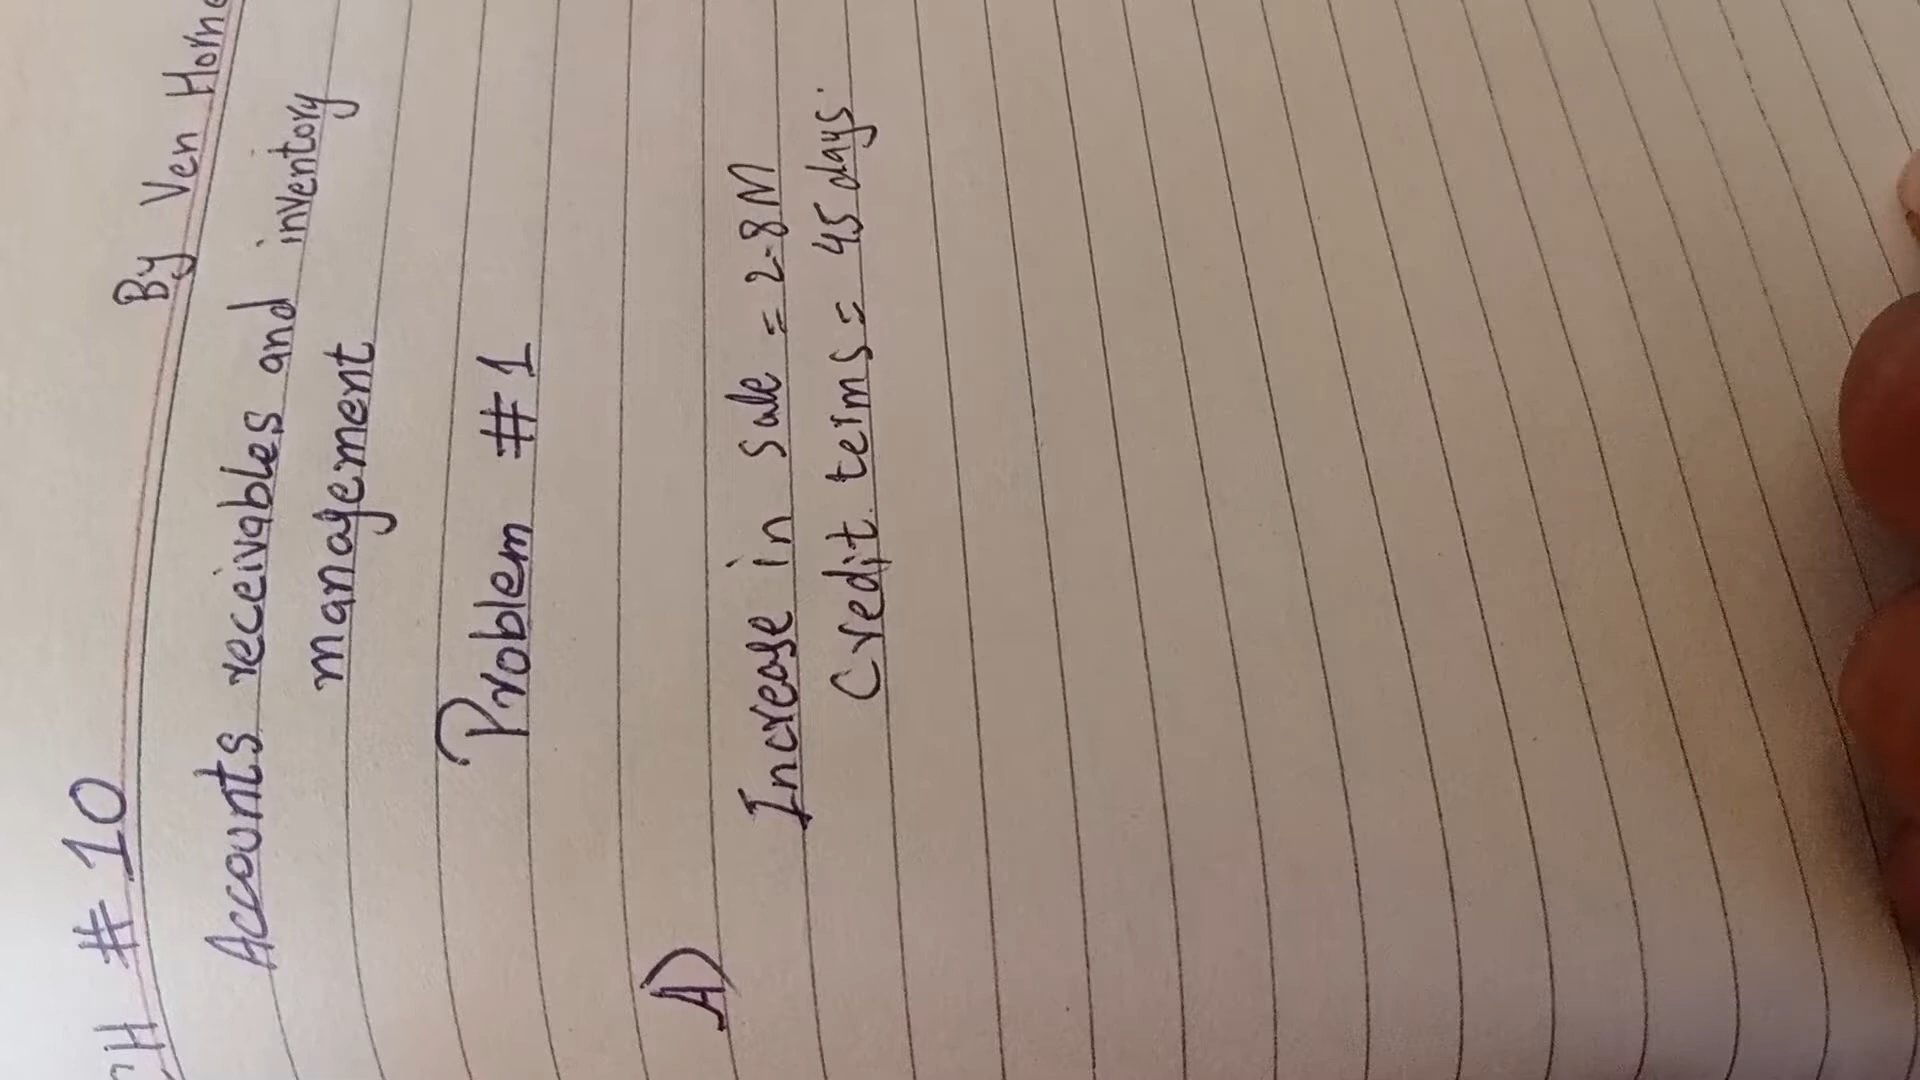 CH # 10
By Ven Horne
Accounts receivables and inventory
management
Problem # 1
A)
Increase in sale = 2.8M
Credit terms = 45 days.